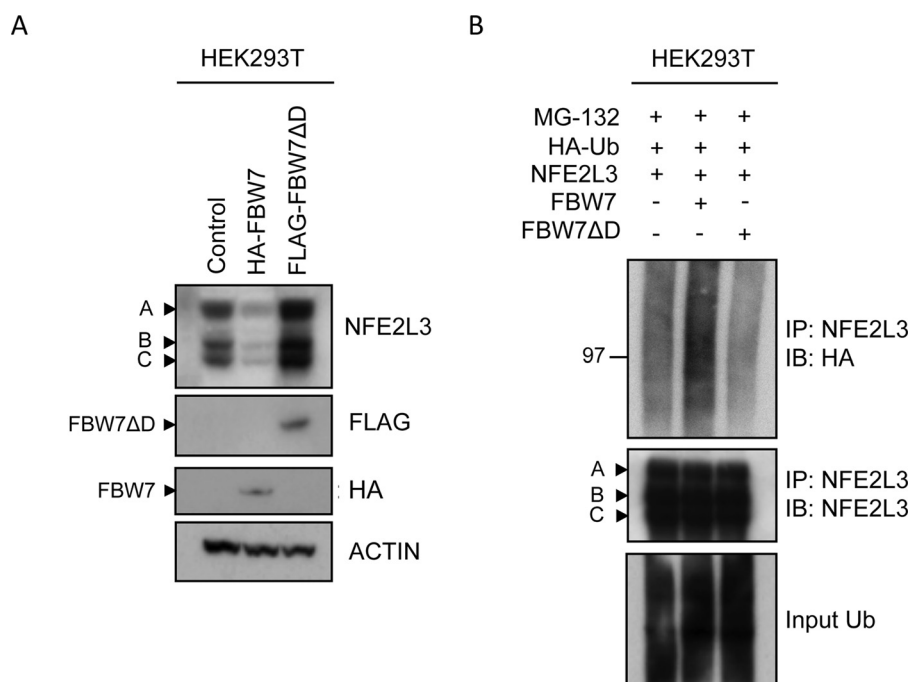 A
HEK293T
Control
HA-FBW7
FLAG-FBW7ΔD
A
B
C
NFE2L3
FBW7ΔD
FLAG
FBW7
HA
ACTIN
B
HEK293T
MG-132 + + +
HA-Ub + + +
NFE2L3 + + +
FBW7 - + -
FBW7ΔD - - +
97
IP: NFE2L3
IB: HA
A
B
C
IP: NFE2L3
IB: NFE2L3
Input Ub